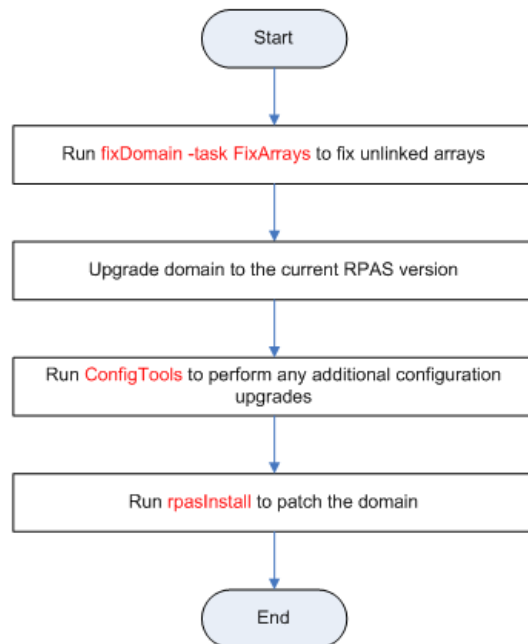 Start
Run fixDomain -task FixArrays to fix unlinked arrays
Upgrade domain to the current RPAS version
Run ConfigTools to perform any additional configuration
upgrades
Run rpasInstall to patch the domain
End